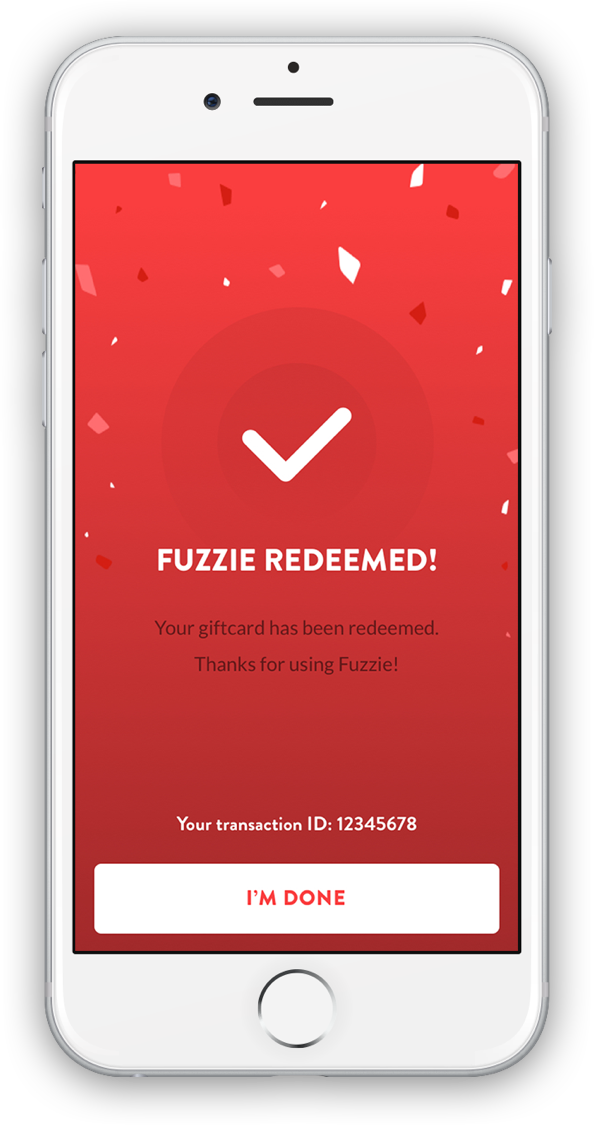 FUZZIE REDEEMED!
Your giftcard has been redeemed.
Thanks for using Fuzzie!
Your transaction ID: 12345678
I'M DONE